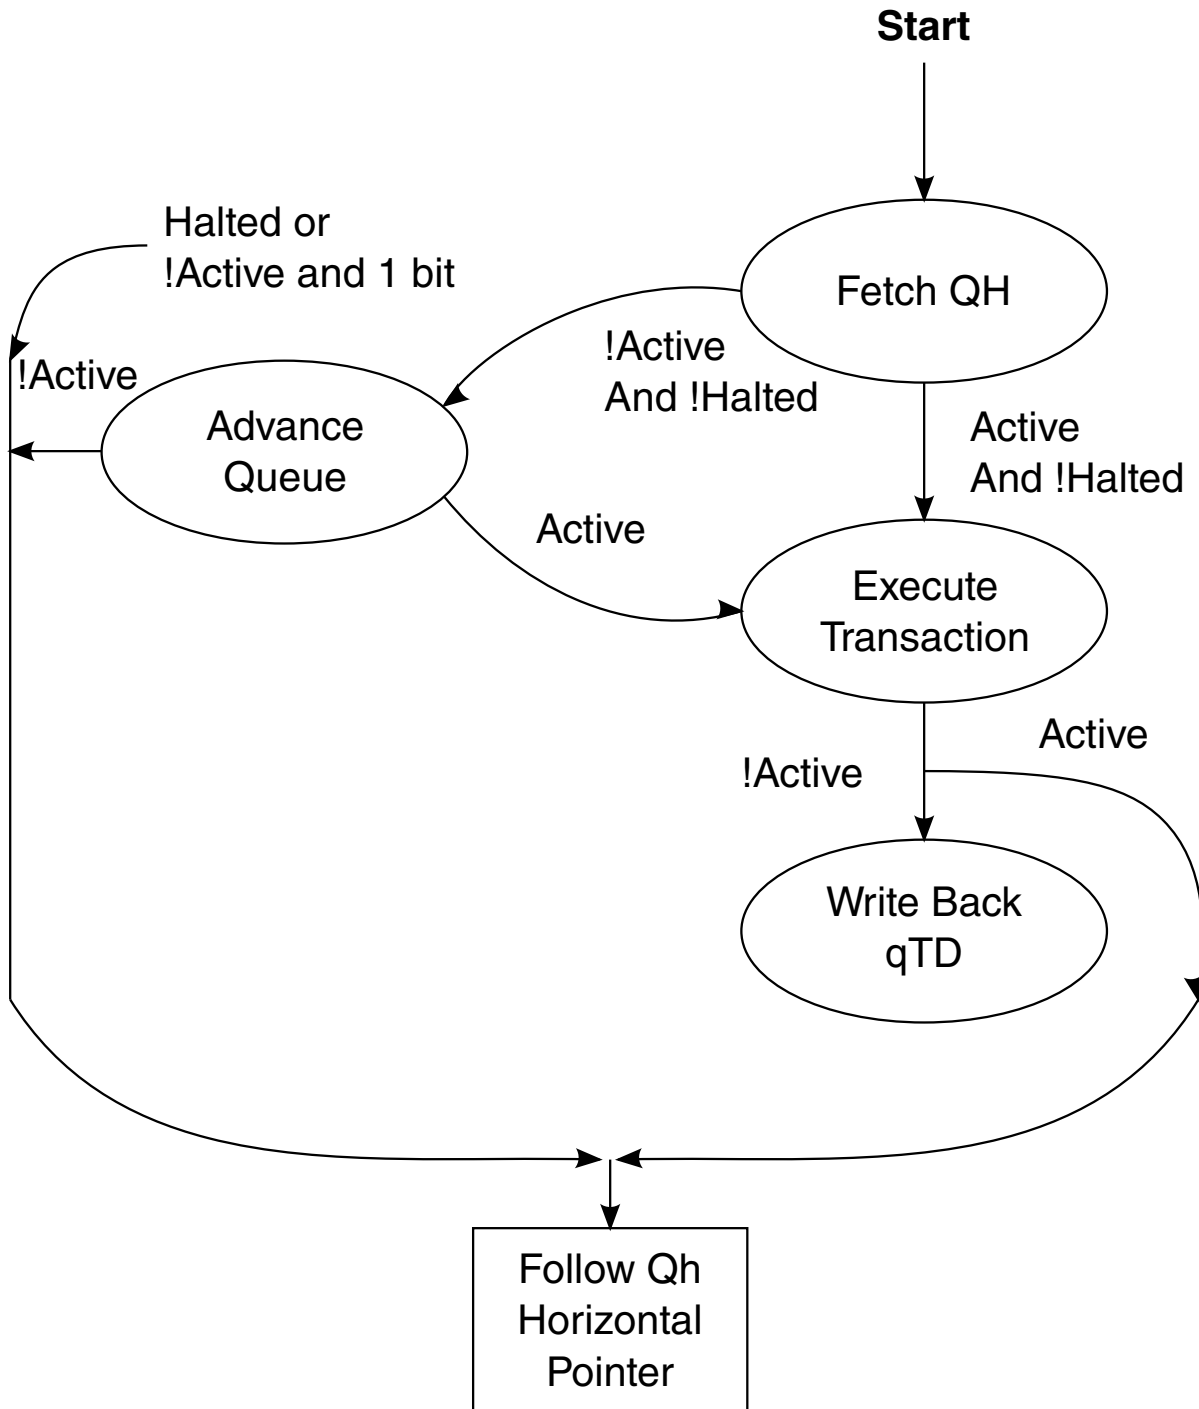 Start
Halted or
!Active and 1 bit
Fetch QH
!Active
And !Halted
!Active
Advance
Queue
Active
And !Halted
Active
Execute
Transaction
Active
!Active
Write Back
qTD
Follow Qh
Horizontal
Pointer